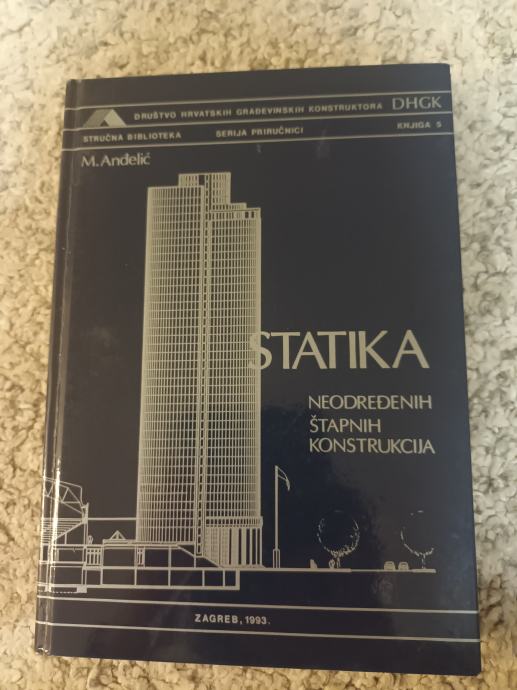 DRUŠTVO HRVATSKIH GRAĐEVINSKIH KONSTRUKTORA DHGK
STRUČNA BIBLIOTEKA SERIJA PRIRUČNICI KNJIGA 5
M. Anđelić
STATIKA
NEODREĐENIH
ŠTAPNIH
KONSTRUKCIJA
ZAGREB, 1993.